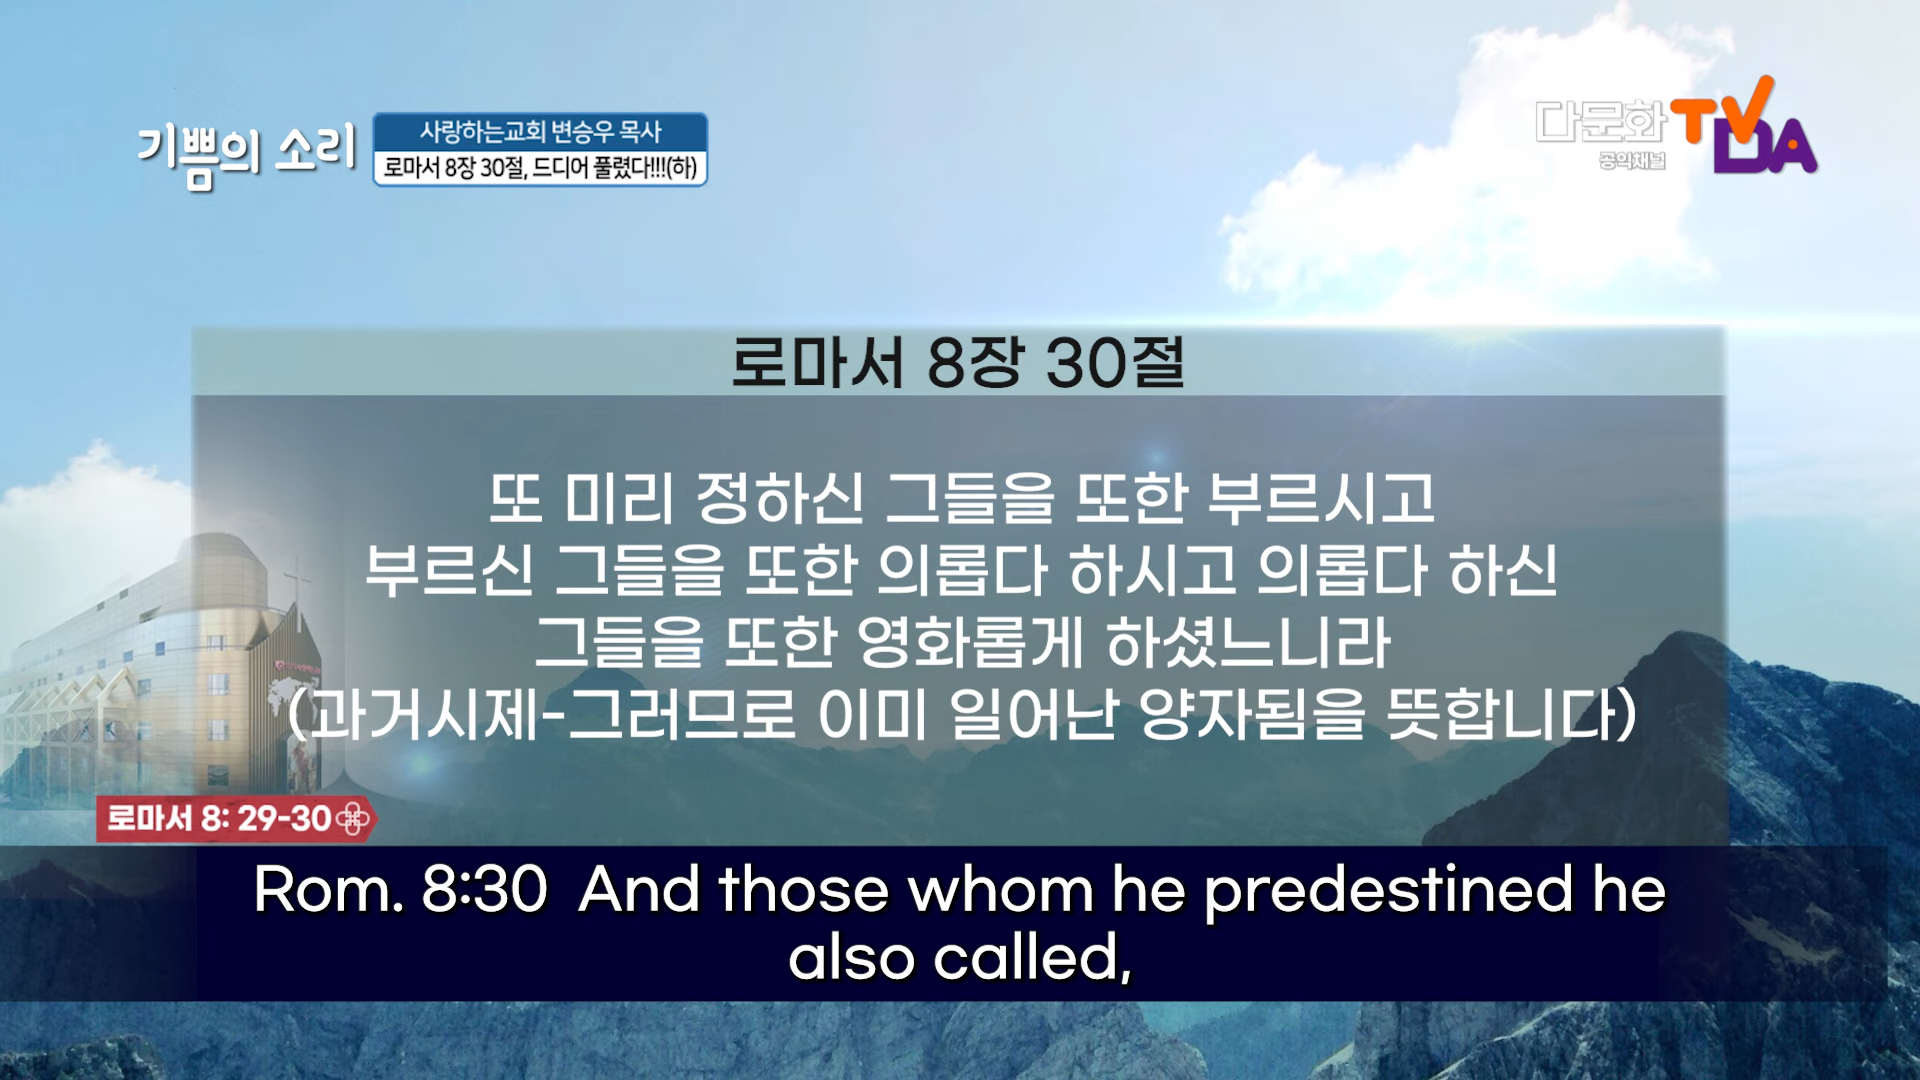 기쁨의 소리
사랑하는교회 변승우 목사
로마서 8장 30절, 드디어 풀렸다!!!(하)
다문화 TV
공익채널 DA
로마서 8장 30절
또 미리 정하신 그들을 또한 부르시고
부르신 그들을 또한 의롭다 하시고 의롭다 하신
그들을 또한 영화롭게 하셨느니라
(과거시제-그러므로 이미 일어난 양자됨을 뜻합니다)
로마서 8: 29-30
Rom. 8:30 And those whom he predestined he
also called,